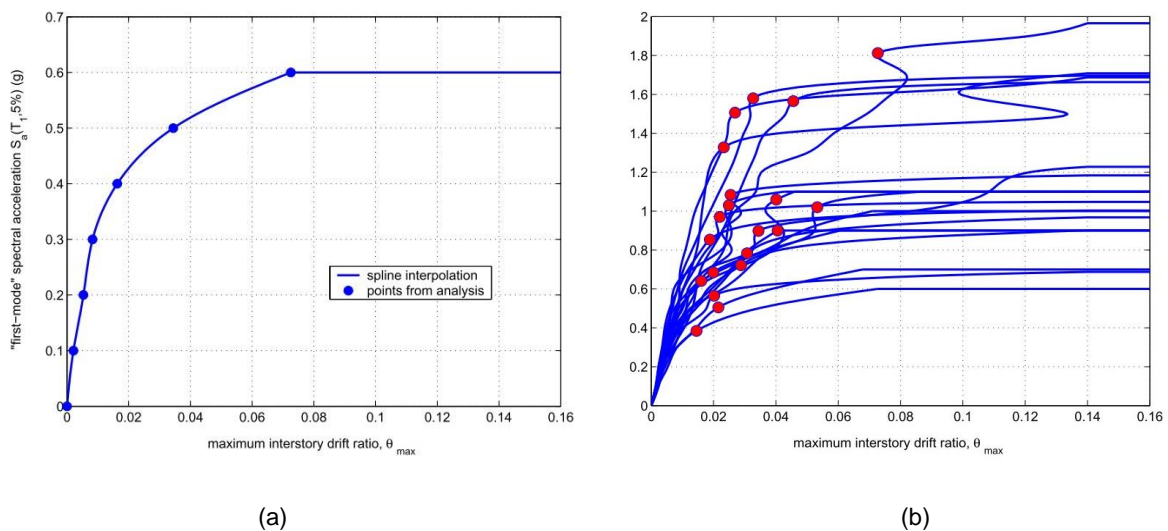 0.7
0.6
0.5
0.4
0.3
0.2
0.1
0
"first-mode" spectral acceleration S_a(T_1,5%) (g)
spline interpolation
points from analysis
0 0.02 0.04 0.06 0.08 0.1 0.12 0.14 0.16
maximum interstory drift ratio, θ_max
(a)
2
1.8
1.6
1.4
1.2
1
0.8
0.6
0.4
0.2
0
0 0.02 0.04 0.06 0.08 0.1 0.12 0.14 0.16
maximum interstory drift ratio, θ_max
(b)